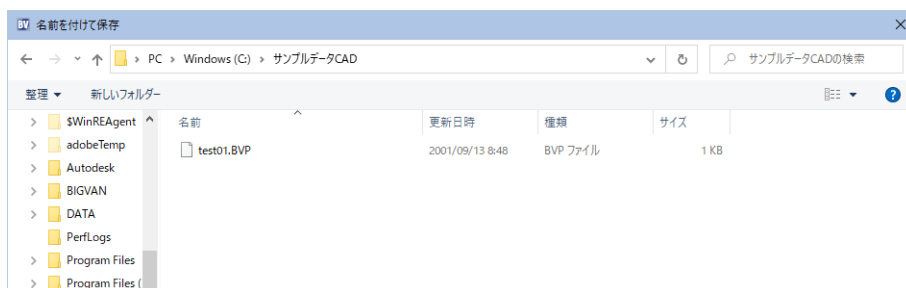 BV 名前を付けて保存
PC > Windows (C:) > サンプルデータCAD サンプルデータCADの検索
整理 新しいフォルダー
$WinREAgent 名前 更新日時 種類 サイズ
adobeTemp test01.BVP 2001/09/13 8:48 BVP ファイル 1 KB
Autodesk
BIGVAN
DATA
PerfLogs
Program Files
Program Files (